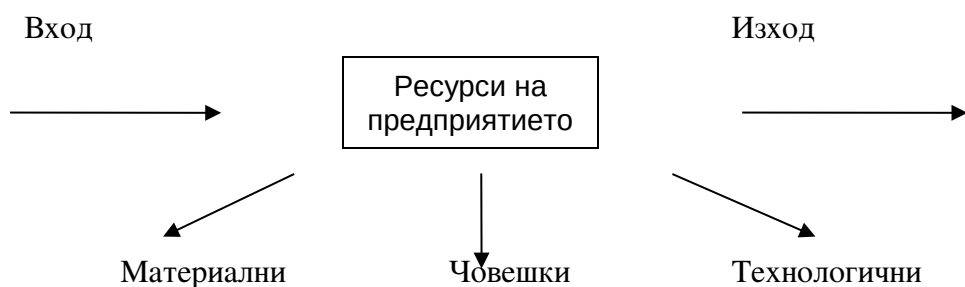 Вход Изход
Ресурси на
предприятието
Материални Човешки Технологични